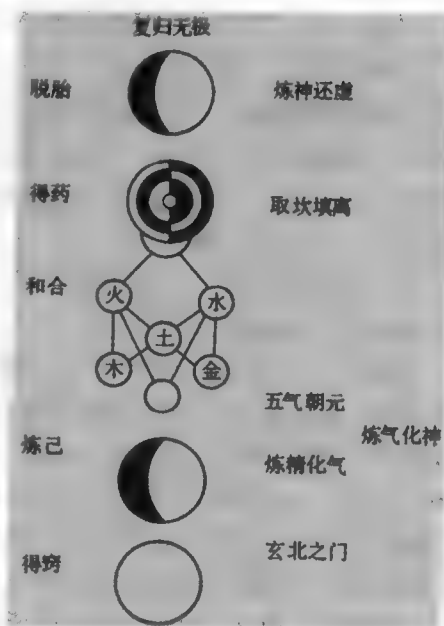 复归无极
脱胎
炼神还虚
得药
取坎填离
和合
火
水
土
木
金
五气朝元
炼己
炼气化神
炼精化气
得窍
玄北之门